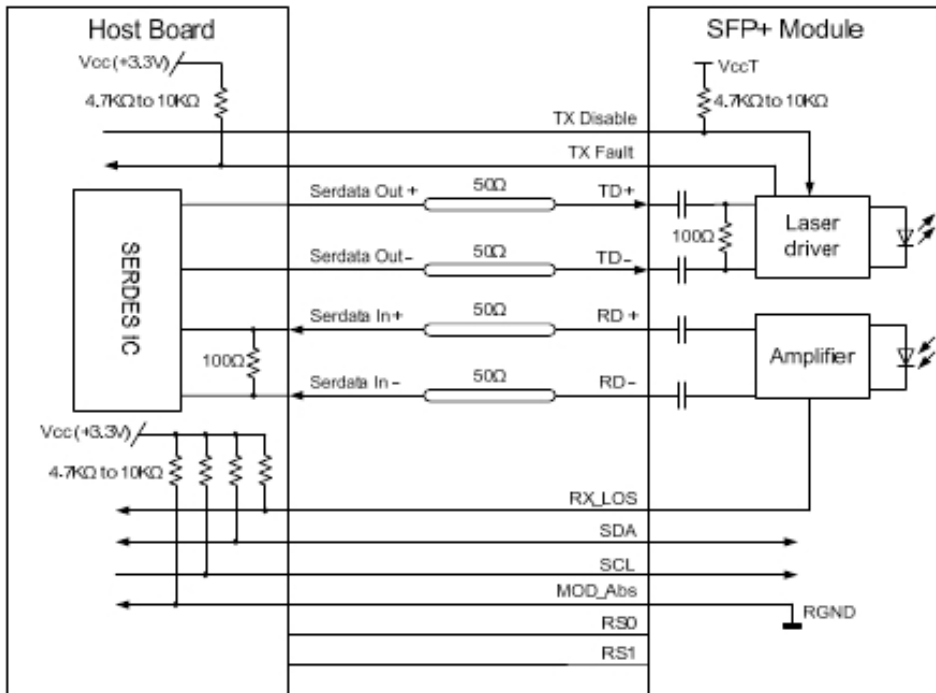 Host Board
SFP+ Module
Vcc (+3.3V)
4.7KΩ to 10KΩ
VccT
4.7KΩ to 10KΩ
TX Disable
TX Fault
Serdata Out +
50Ω
TD+
Serdata Out−
50Ω
TD−
100Ω
Laser
driver
SERDES IC
Serdata In+
50Ω
RD +
100Ω
Serdata In −
50Ω
RD−
Amplifier
Vcc (+3.3V)
4.7KΩ to 10KΩ
RX_LOS
SDA
SCL
MOD_Abs
RGND
RS0
RS1